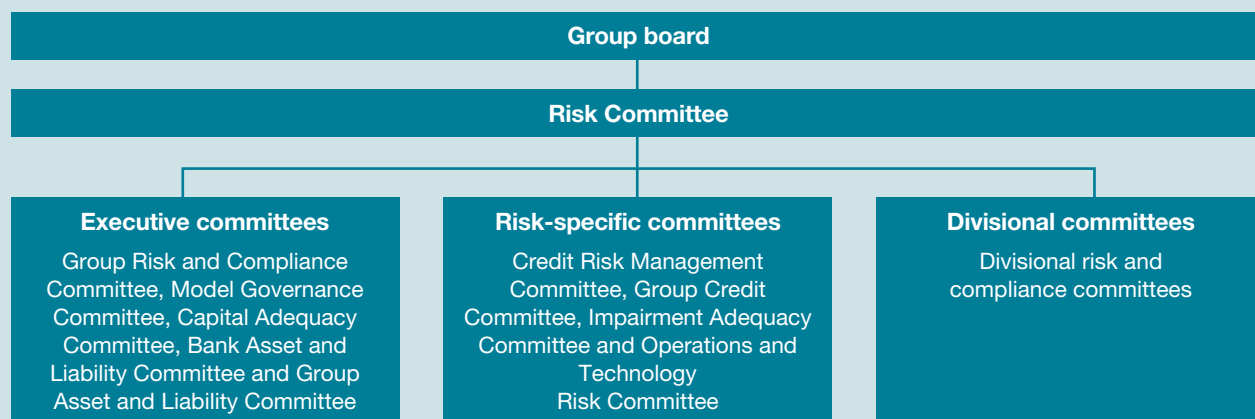 Group board
Risk Committee
Executive committees
Group Risk and Compliance
Committee, Model Governance
Committee, Capital Adequacy
Committee, Bank Asset and
Liability Committee and Group
Asset and Liability Committee
Risk-specific committees
Credit Risk Management
Committee, Group Credit
Committee, Impairment Adequacy
Committee and Operations and
Technology
Risk Committee
Divisional committees
Divisional risk and
compliance committees